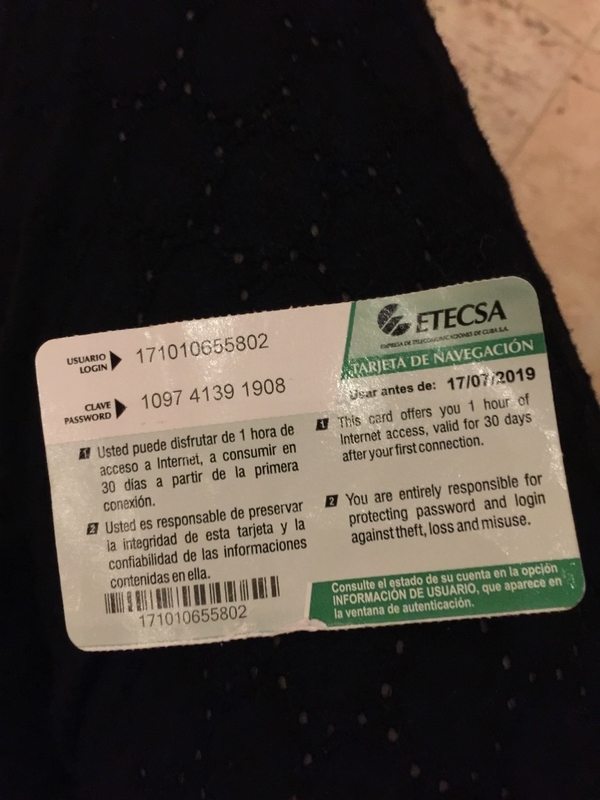 USUARIO
LOGIN
171010655802
CLAVE
PASSWORD
1097 4139 1908
ETECSA
EMPRESA DE TELECOMUNICACIONES DE CUBA S.A.
TARJETA DE NAVEGACIÓN
Usar antes de: 17/07/2019
1 Usted puede disfrutar de 1 hora de
acceso a Internet, a consumir en
30 días a partir de la primera
conexión.
2 Usted es responsable de preservar
la integridad de esta tarjeta y la
confiabilidad de las informaciones
contenidas en ella.
171010655802
1 This card offers you 1 hour of
Internet access, valid for 30 days
after your first connection.
2 You are entirely responsible for
protecting password and login
against theft, loss and misuse.
Consulte el estado de su cuenta en la opción
INFORMACIÓN DE USUARIO, que aparece en
la ventana de autenticación.